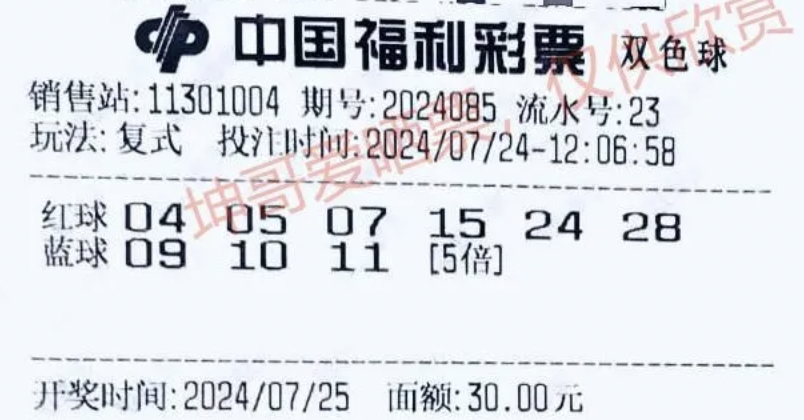 中国福利彩票 双色球
销售站:11301004 期号:2024085 流水号:23
玩法:复式 投注时间:2024/07/24-12:06:58
红球 04 05 07 15 24 28
蓝球 09 10 11 [5倍]
开奖时间:2024/07/25 面额:30.00元
坤哥爱晒票,仅供欣赏